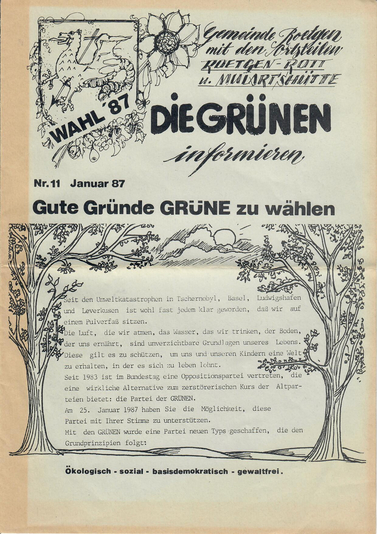 Gemeinde Roetgen
mit den Ortsteilen
RUETGEN-ROTT
u. MULARTSHÜTTE
WAHL '87
DIE GRÜNEN
informieren
Nr. 11 Januar 87
Gute Gründe GRÜNE zu wählen
Seit den Umweltkatastrophen in Tschernobyl, Basel, Ludwigshafen
und Leverkusen ist wohl fast jedem klar geworden, daß wir auf
einem Pulverfaß sitzen.
Die Luft, die wir atmen, das Wasser, das wir trinken, der Boden,
der uns ernährt, sind unverzichtbare Grundlagen unseres Lebens.
Diese gilt es zu schützen, um uns und unseren Kindern eine Welt
zu erhalten, in der es sich zu leben lohnt.
Seit 1983 ist im Bundestag eine Oppositionspartei vertreten, die
eine wirkliche Alternative zum zerstörerischen Kurs der Altpar-
teien bietet: die Partei der GRÜNEN.
Am 25. Januar 1987 haben Sie die Möglichkeit, diese
Partei mit Ihrer Stimme zu unterstützen.
Mit den GRÜNEN wurde eine Partei neuen Typs geschaffen, die den
Grundprinzipien folgt:
Ökologisch - sozial - basisdemokratisch - gewaltfrei.